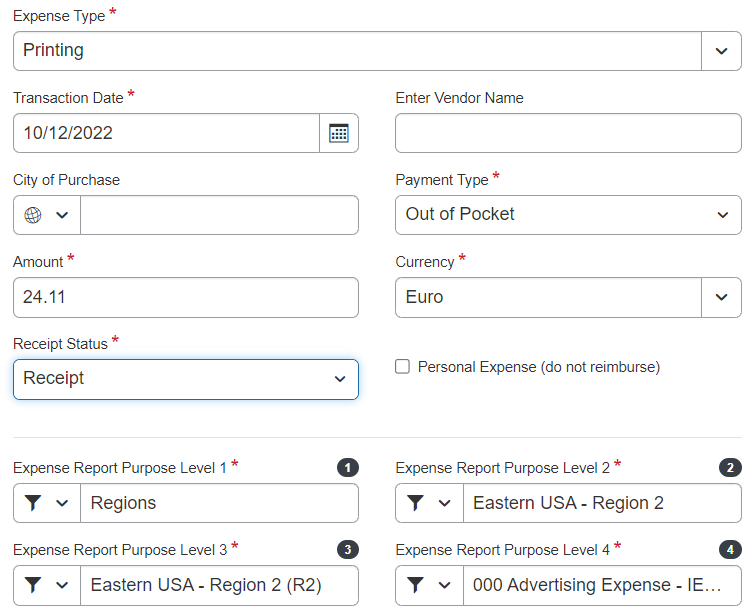 Expense Type *
Printing
Transaction Date *
Enter Vendor Name
10/12/2022
City of Purchase
Payment Type *
Out of Pocket
Amount *
Currency *
24.11
Euro
Receipt Status *
Receipt
Personal Expense (do not reimburse)
Expense Report Purpose Level 1 * 1
Expense Report Purpose Level 2 * 2
Regions
Eastern USA - Region 2
Expense Report Purpose Level 3 * 3
Expense Report Purpose Level 4 * 4
Eastern USA - Region 2 (R2)
000 Advertising Expense - IE…